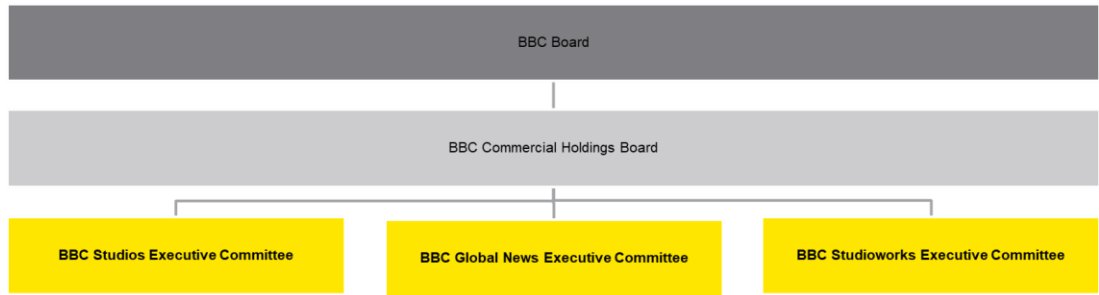 BBC Board
BBC Commercial Holdings Board
BBC Studios Executive Committee
BBC Global News Executive Committee
BBC Studioworks Executive Committee